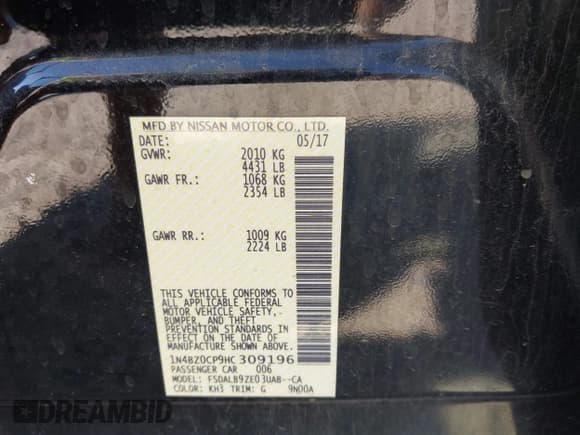 MFD BY NISSAN MOTOR CO., LTD.
DATE: 05/17
GVWR: 2010 KG
4431 LB
GAWR FR.: 1068 KG
2354 LB
GAWR RR.: 1009 KG
2224 LB
THIS VEHICLE CONFORMS TO
ALL APPLICABLE FEDERAL
MOTOR VEHICLE SAFETY,
BUMPER, AND THEFT
PREVENTION STANDARDS
IN EFFECT ON THE DATE OF
MANUFACTURE SHOWN ABOVE.
1N4BZ0CP9HC 309196
PASSENGER CAR 006
MODEL: FSDALB9ZE03UAB--CA
COLOR: KH3 TRIM: G 9N00A
DREAMBID